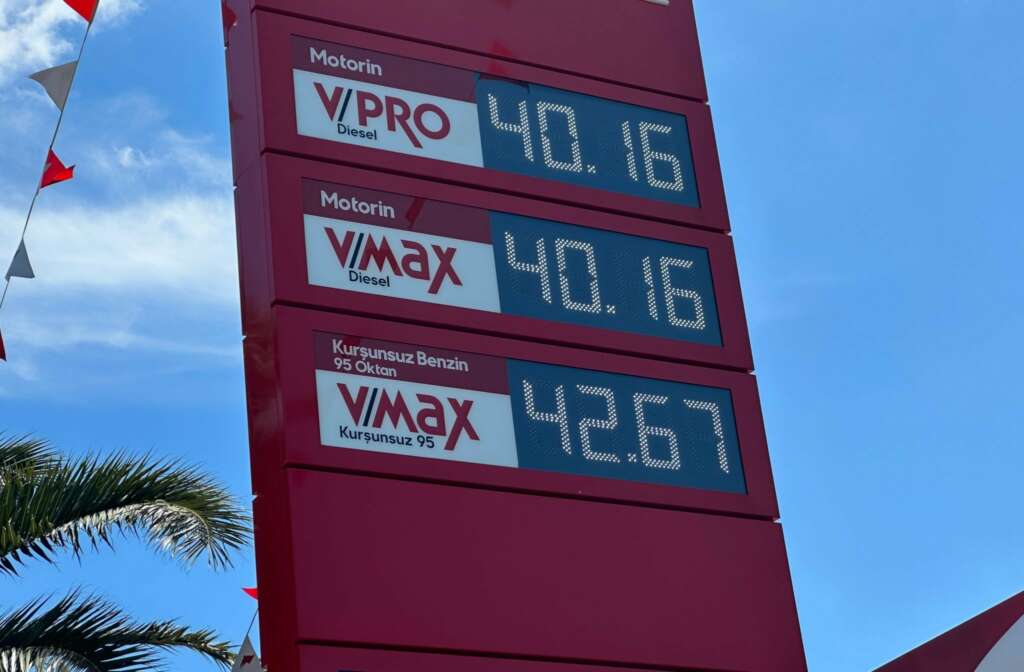 Motorin
V/PRO
Diesel
40.16
Motorin
V/MAX
Diesel
40.16
Kurşunsuz Benzin
95 Oktan
V/MAX
Kurşunsuz 95
42.67